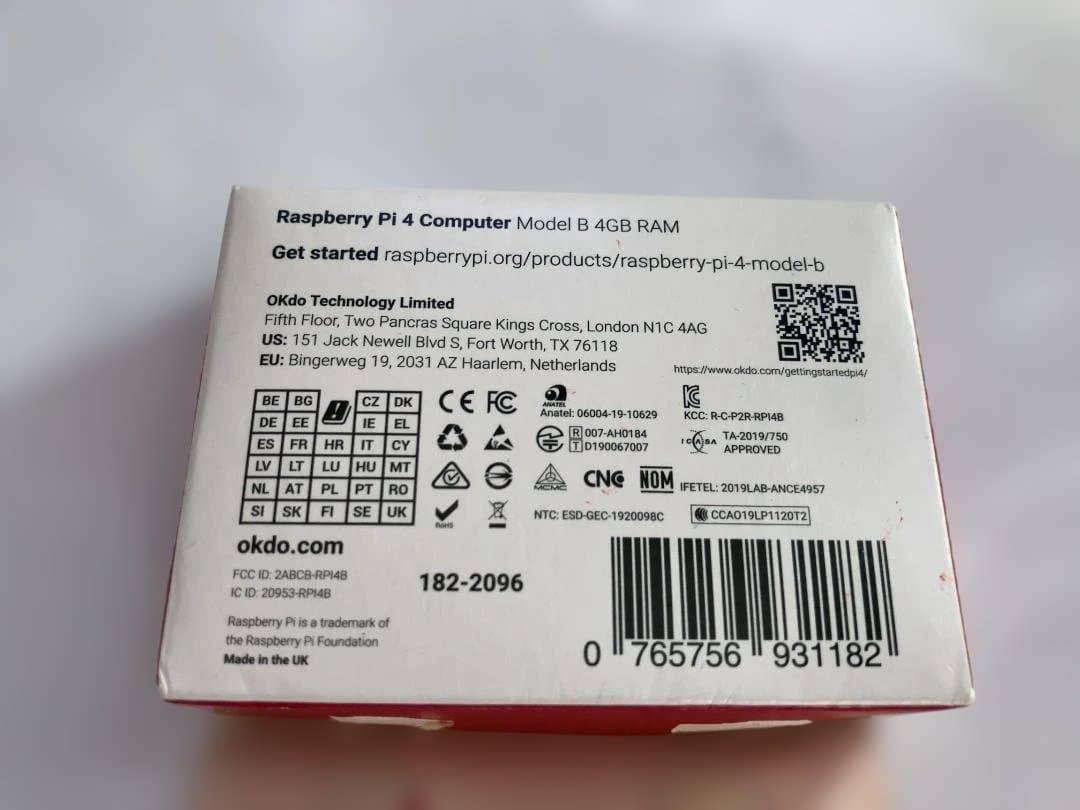 Raspberry Pi 4 Computer Model B 4GB RAM
Get started raspberrypi.org/products/raspberry-pi-4-model-b
OKdo Technology Limited
Fifth Floor, Two Pancras Square Kings Cross, London N1C 4AG
US: 151 Jack Newell Blvd S, Fort Worth, TX 76118
EU: Bingerweg 19, 2031 AZ Haarlem, Netherlands
https://www.okdo.com/gettingstartedpi4/
BE BG CZ DK
DE EE IE EL
ES FR HR IT CY
LV LT LU HU MT
NL AT PL PT RO
SI SK FI SE UK
CE FC
ANATEL
Anatel: 06004-19-10629
KCC: R-C-P2R-RPI4B
R 007-AH0184
T D190067007
ICASA
TA-2019/750
APPROVED
MCMC
CNC
NOM
IFETEL: 2019LAB-ANCE4957
RoHS
NTC: ESD-GEC-1920098C
CCAO19LP1120T2
okdo.com
FCC ID: 2ABCB-RPI4B
IC ID: 20953-RPI4B
182-2096
Raspberry Pi is a trademark of
the Raspberry Pi Foundation
Made in the UK
0 765756 931182